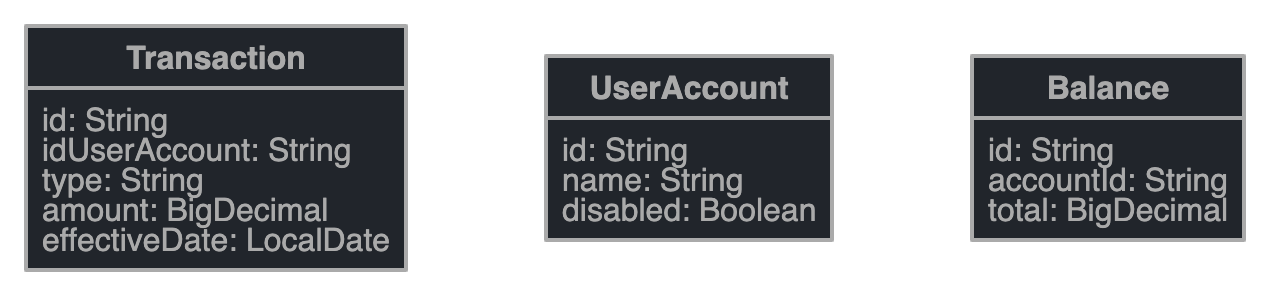 Transaction
id: String
idUserAccount: String
type: String
amount: BigDecimal
effectiveDate: LocalDate
UserAccount
id: String
name: String
disabled: Boolean
Balance
id: String
accountId: String
total: BigDecimal